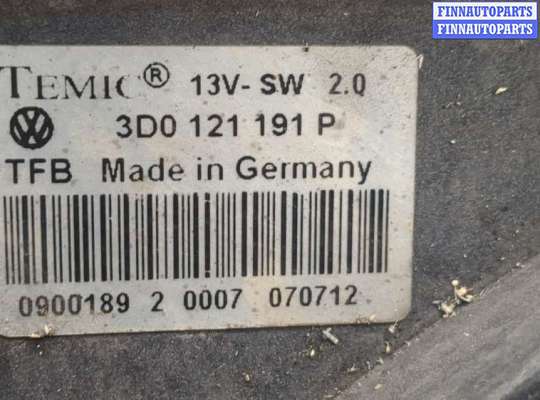 FINNAUTOPARTS
FINNAUTOPARTS
TEMIC® 13V- SW 2.0
3D0 121 191 P
TFB Made in Germany
0900189 2 0007 070712